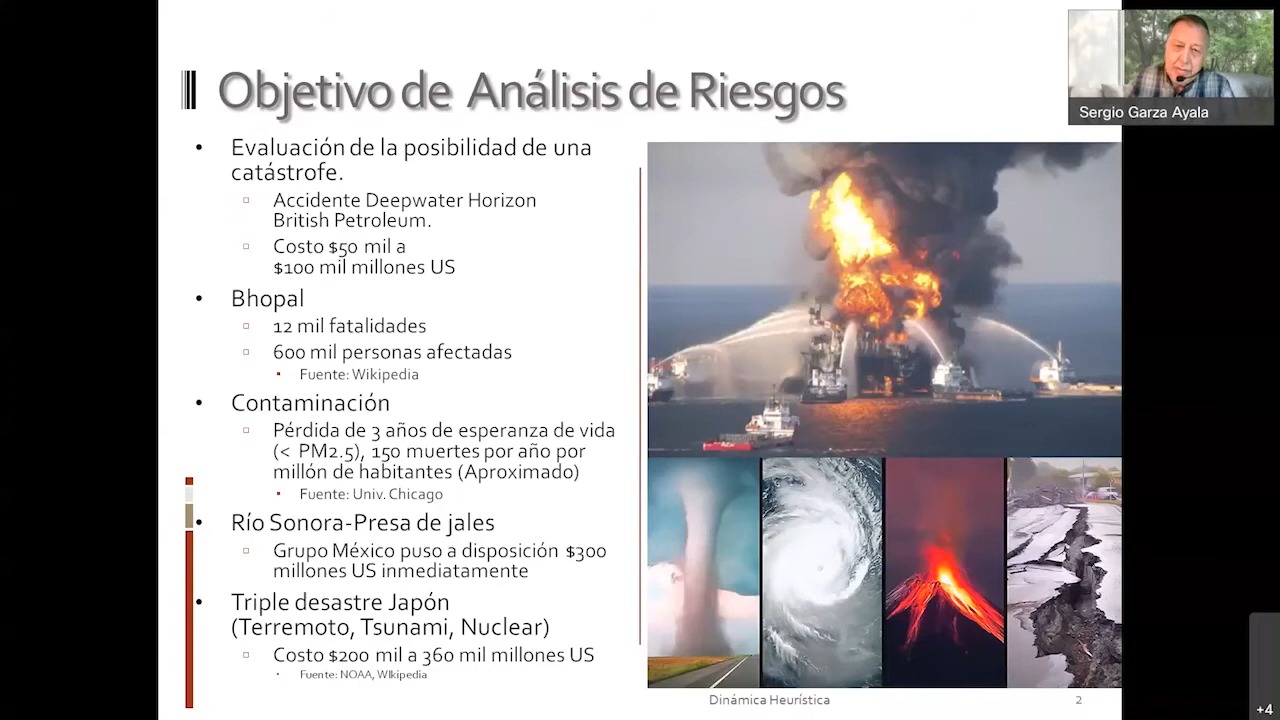 Objetivo de Análisis de Riesgos
Sergio Garza Ayala
• Evaluación de la posibilidad de una
catástrofe.
Accidente Deepwater Horizon
British Petroleum.
Costo $50 mil a
$100 mil millones US
• Bhopal
12 mil fatalidades
600 mil personas afectadas
Fuente: Wikipedia
• Contaminación
Pérdida de 3 años de esperanza de vida
(< PM2.5), 150 muertes por año por
millón de habitantes (Aproximado)
Fuente: Univ. Chicago
• Río Sonora-Presa de jales
Grupo México puso a disposición $300
millones US inmediatamente
• Triple desastre Japón
(Terremoto, Tsunami, Nuclear)
Costo $200 mil a 360 mil millones US
Fuente: NOAA, WIkipedia
Dinámica Heurística
2
+4